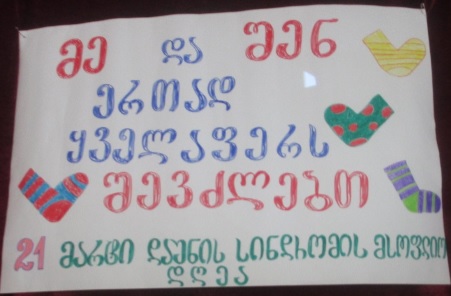 მე და შენ
ერთად
ყველაფერს
შევძლებთ
21 მარტი დაუნის სინდრომის მსოფლიო
დღეა